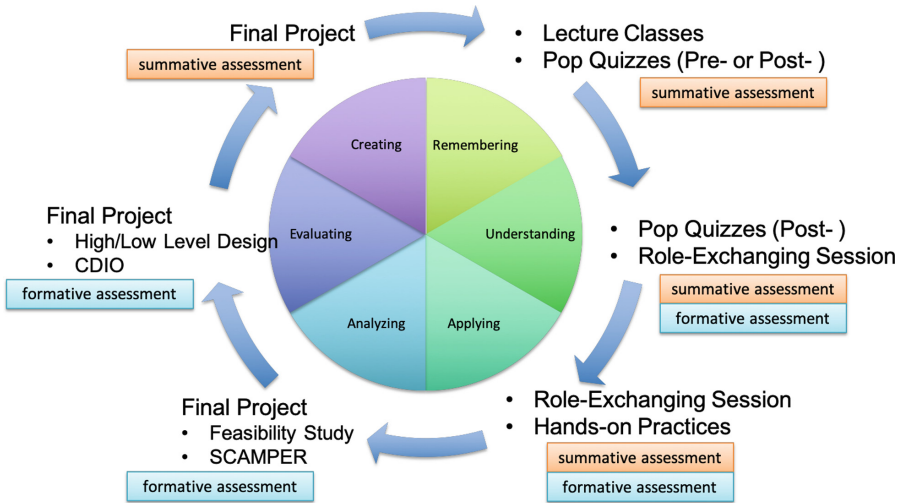 Final Project
summative assessment
• Lecture Classes
• Pop Quizzes (Pre- or Post- )
summative assessment
Creating
Remembering
Evaluating
Understanding
Analyzing
Applying
• Pop Quizzes (Post- )
• Role-Exchanging Session
summative assessment
formative assessment
• Role-Exchanging Session
• Hands-on Practices
summative assessment
formative assessment
Final Project
• Feasibility Study
• SCAMPER
formative assessment
Final Project
• High/Low Level Design
• CDIO
formative assessment